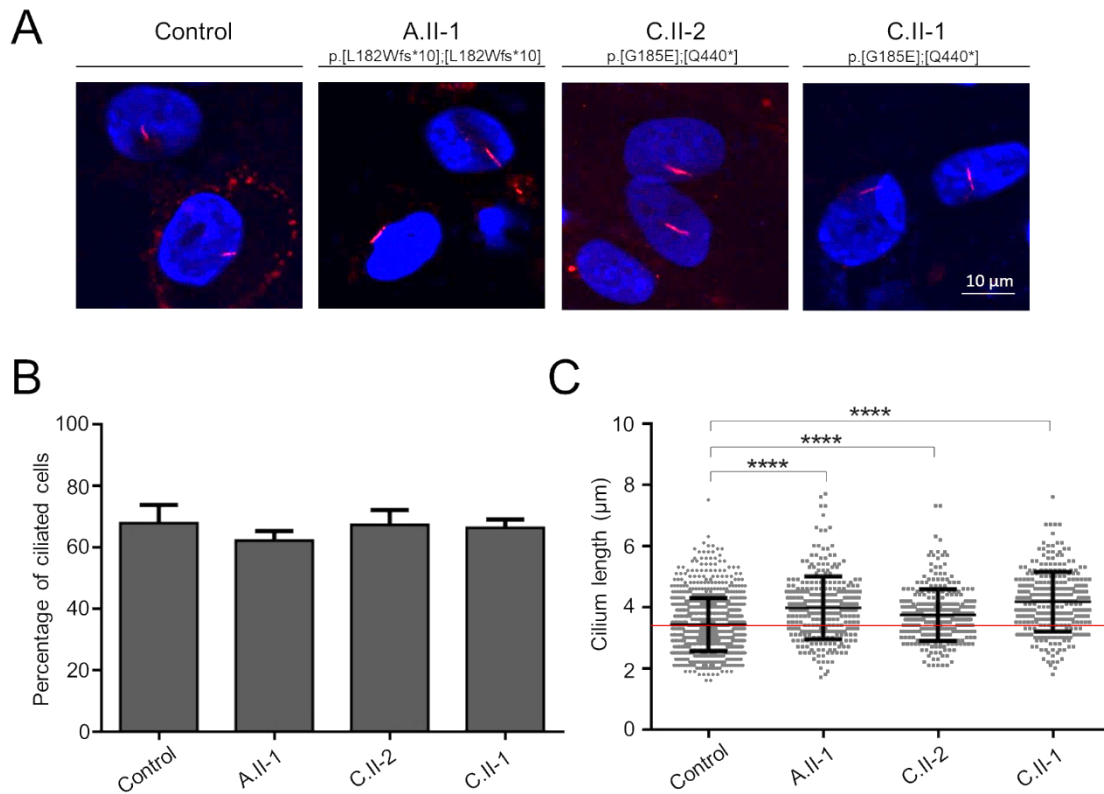 A
Control
A.II-1
p.[L182Wfs*10];[L182Wfs*10]
C.II-2
p.[G185E];[Q440*]
C.II-1
p.[G185E];[Q440*]
10 µm
B
Percentage of ciliated cells
100
80
60
40
20
0
Control
A.II-1
C.II-2
C.II-1
C
Cilium length (µm)
10
8
6
4
2
0
****
****
****
Control
A.II-1
C.II-2
C.II-1